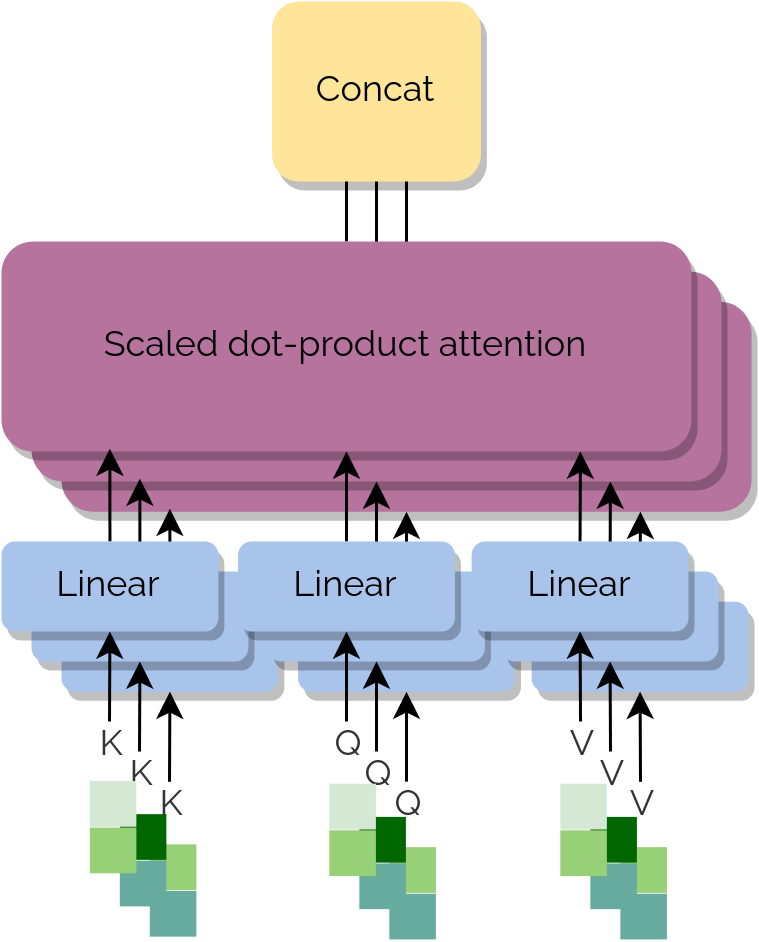 Concat
Scaled dot-product attention
Linear Linear Linear
K Q V
K Q V
K Q V